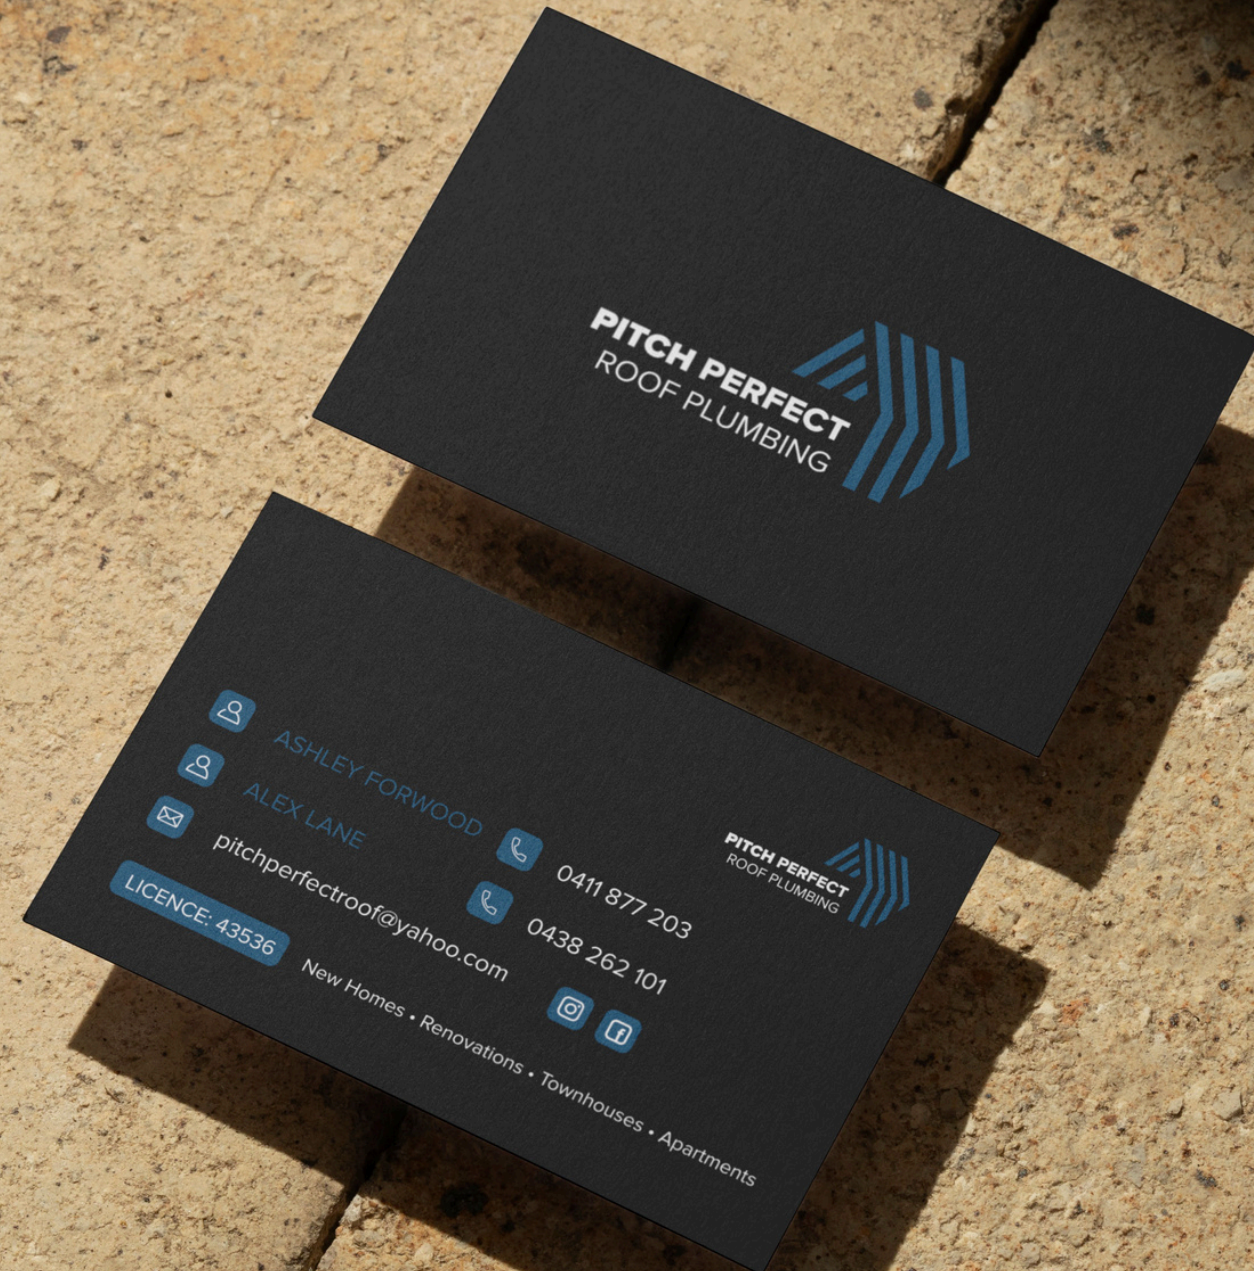 PITCH PERFECT
ROOF PLUMBING
PITCH PERFECT
ROOF PLUMBING
ASHLEY FORWOOD
0411 877 203
ALEX LANE
0438 262 101
pitchperfectroof@yahoo.com
LICENCE: 43536
New Homes • Renovations • Townhouses • Apartments